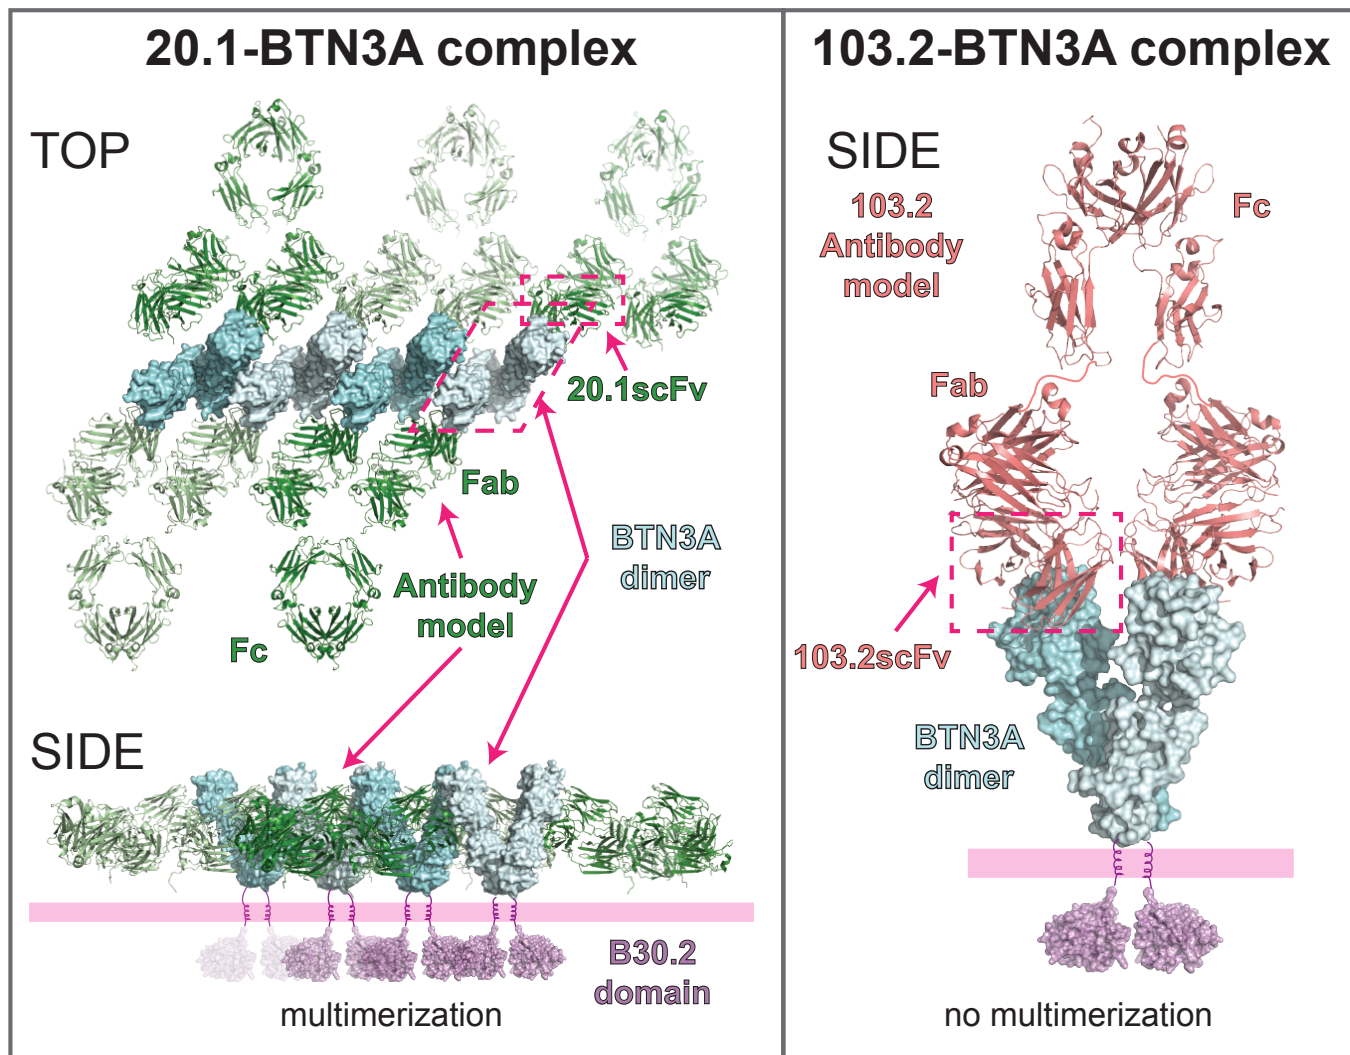 20.1-BTN3A complex
TOP
20.1scFv
Fab
BTN3A
dimer
Antibody
model
Fc
SIDE
B30.2
domain
multimerization
103.2-BTN3A complex
SIDE
103.2
Antibody
model
Fc
Fab
103.2scFv
BTN3A
dimer
no multimerization